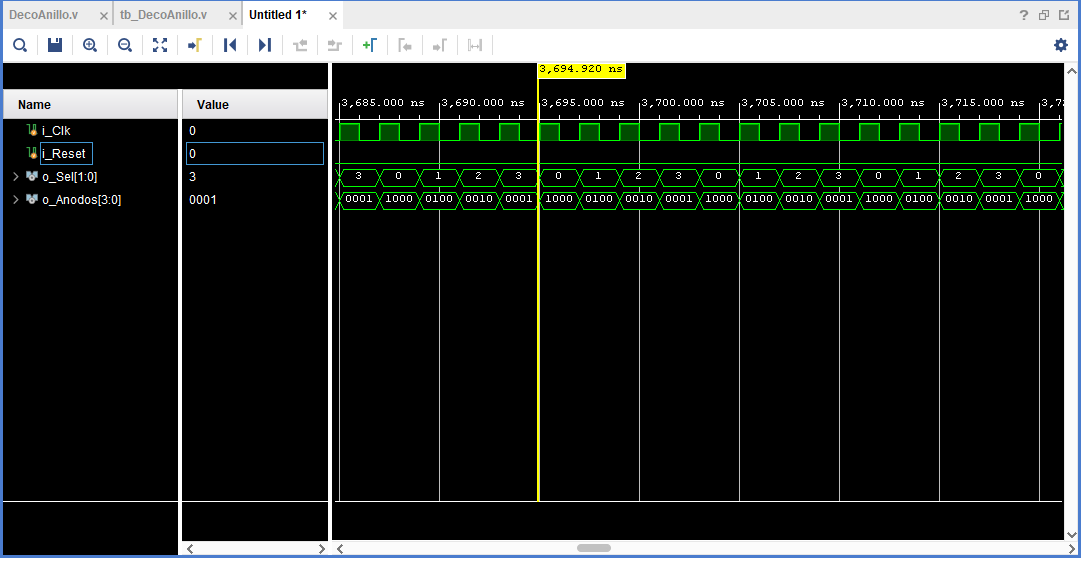 DecoAnillo.v × tb_DecoAnillo.v × Untitled 1* × ?
3,694.920 ns
Name Value
3,685.000 ns 3,690.000 ns 3,695.000 ns 3,700.000 ns 3,705.000 ns 3,710.000 ns 3,715.000 ns 3,72
i_Clk 0
i_Reset 0
o_Sel[1:0] 3 3 0 1 2 3 0 1 2 3 0 1 2 3 0 1 2 3 0
o_Anodos[3:0] 0001 0001 1000 0100 0010 0001 1000 0100 0010 0001 1000 0100 0010 0001 1000 0100 0010 0001 1000